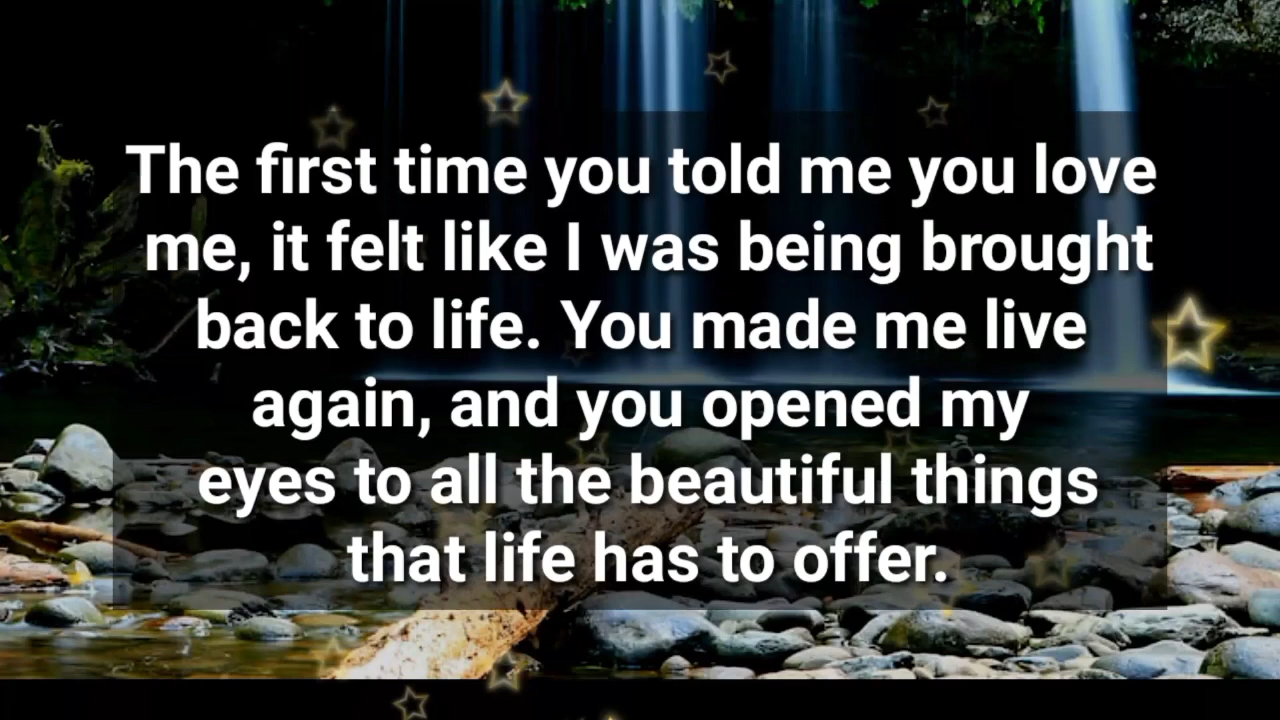 The first time you told me you love
me, it felt like I was being brought
back to life. You made me live
again, and you opened my
eyes to all the beautiful things
that life has to offer.